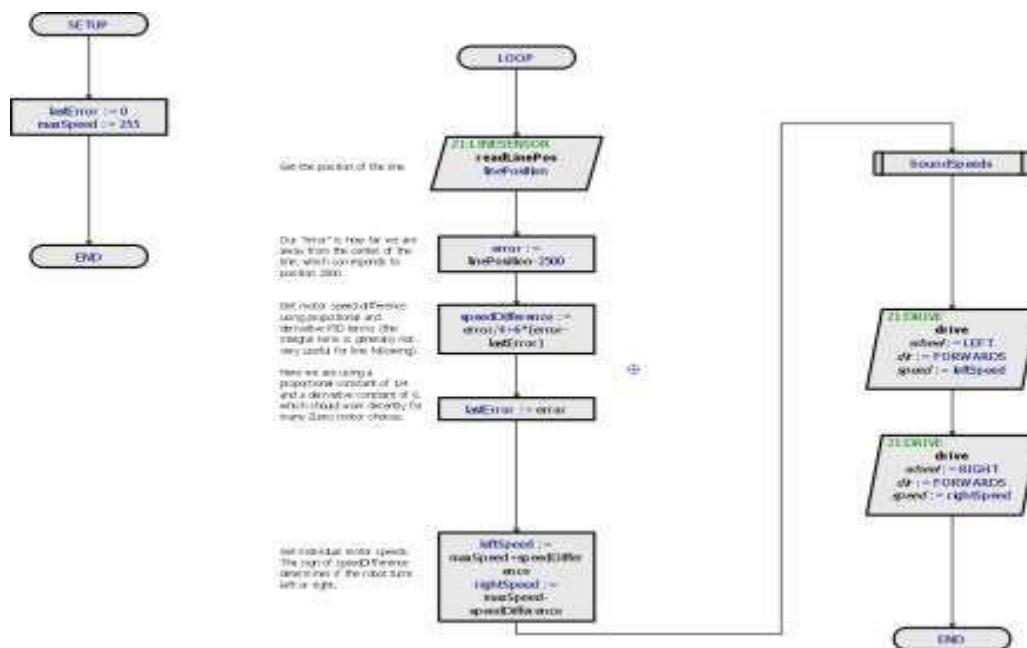 SETUP
lastError := 0
maxSpeed := 255
END
LOOP
Get the position of the line
Z1:LINESENSOR
readLinePos
linePosition
Our "error" is how far we are
away from the center of the
line, which corresponds to
position 2500.
error :=
linePosition-2500
Get motor speed difference
using proportional and
derivative PID terms (the
integral term is generally not
very useful for line following).
Here we are using a
proportional constant of 1/4
and a derivative constant of 6,
which should work decently for
many Zumo motor choices.
speedDifference :=
error/4+6*(error-
lastError)
lastError := error
Get individual motor speeds.
The sign of speedDifference
determines if the robot turns
left or right.
leftSpeed :=
maxSpeed+speedDiffer
ence
rightSpeed :=
maxSpeed-
speedDifference
boundSpeeds
Z1:DRIVE
drive
wheel := LEFT
dir := FORWARDS
speed := leftSpeed
Z1:DRIVE
drive
wheel := RIGHT
dir := FORWARDS
speed := rightSpeed
END